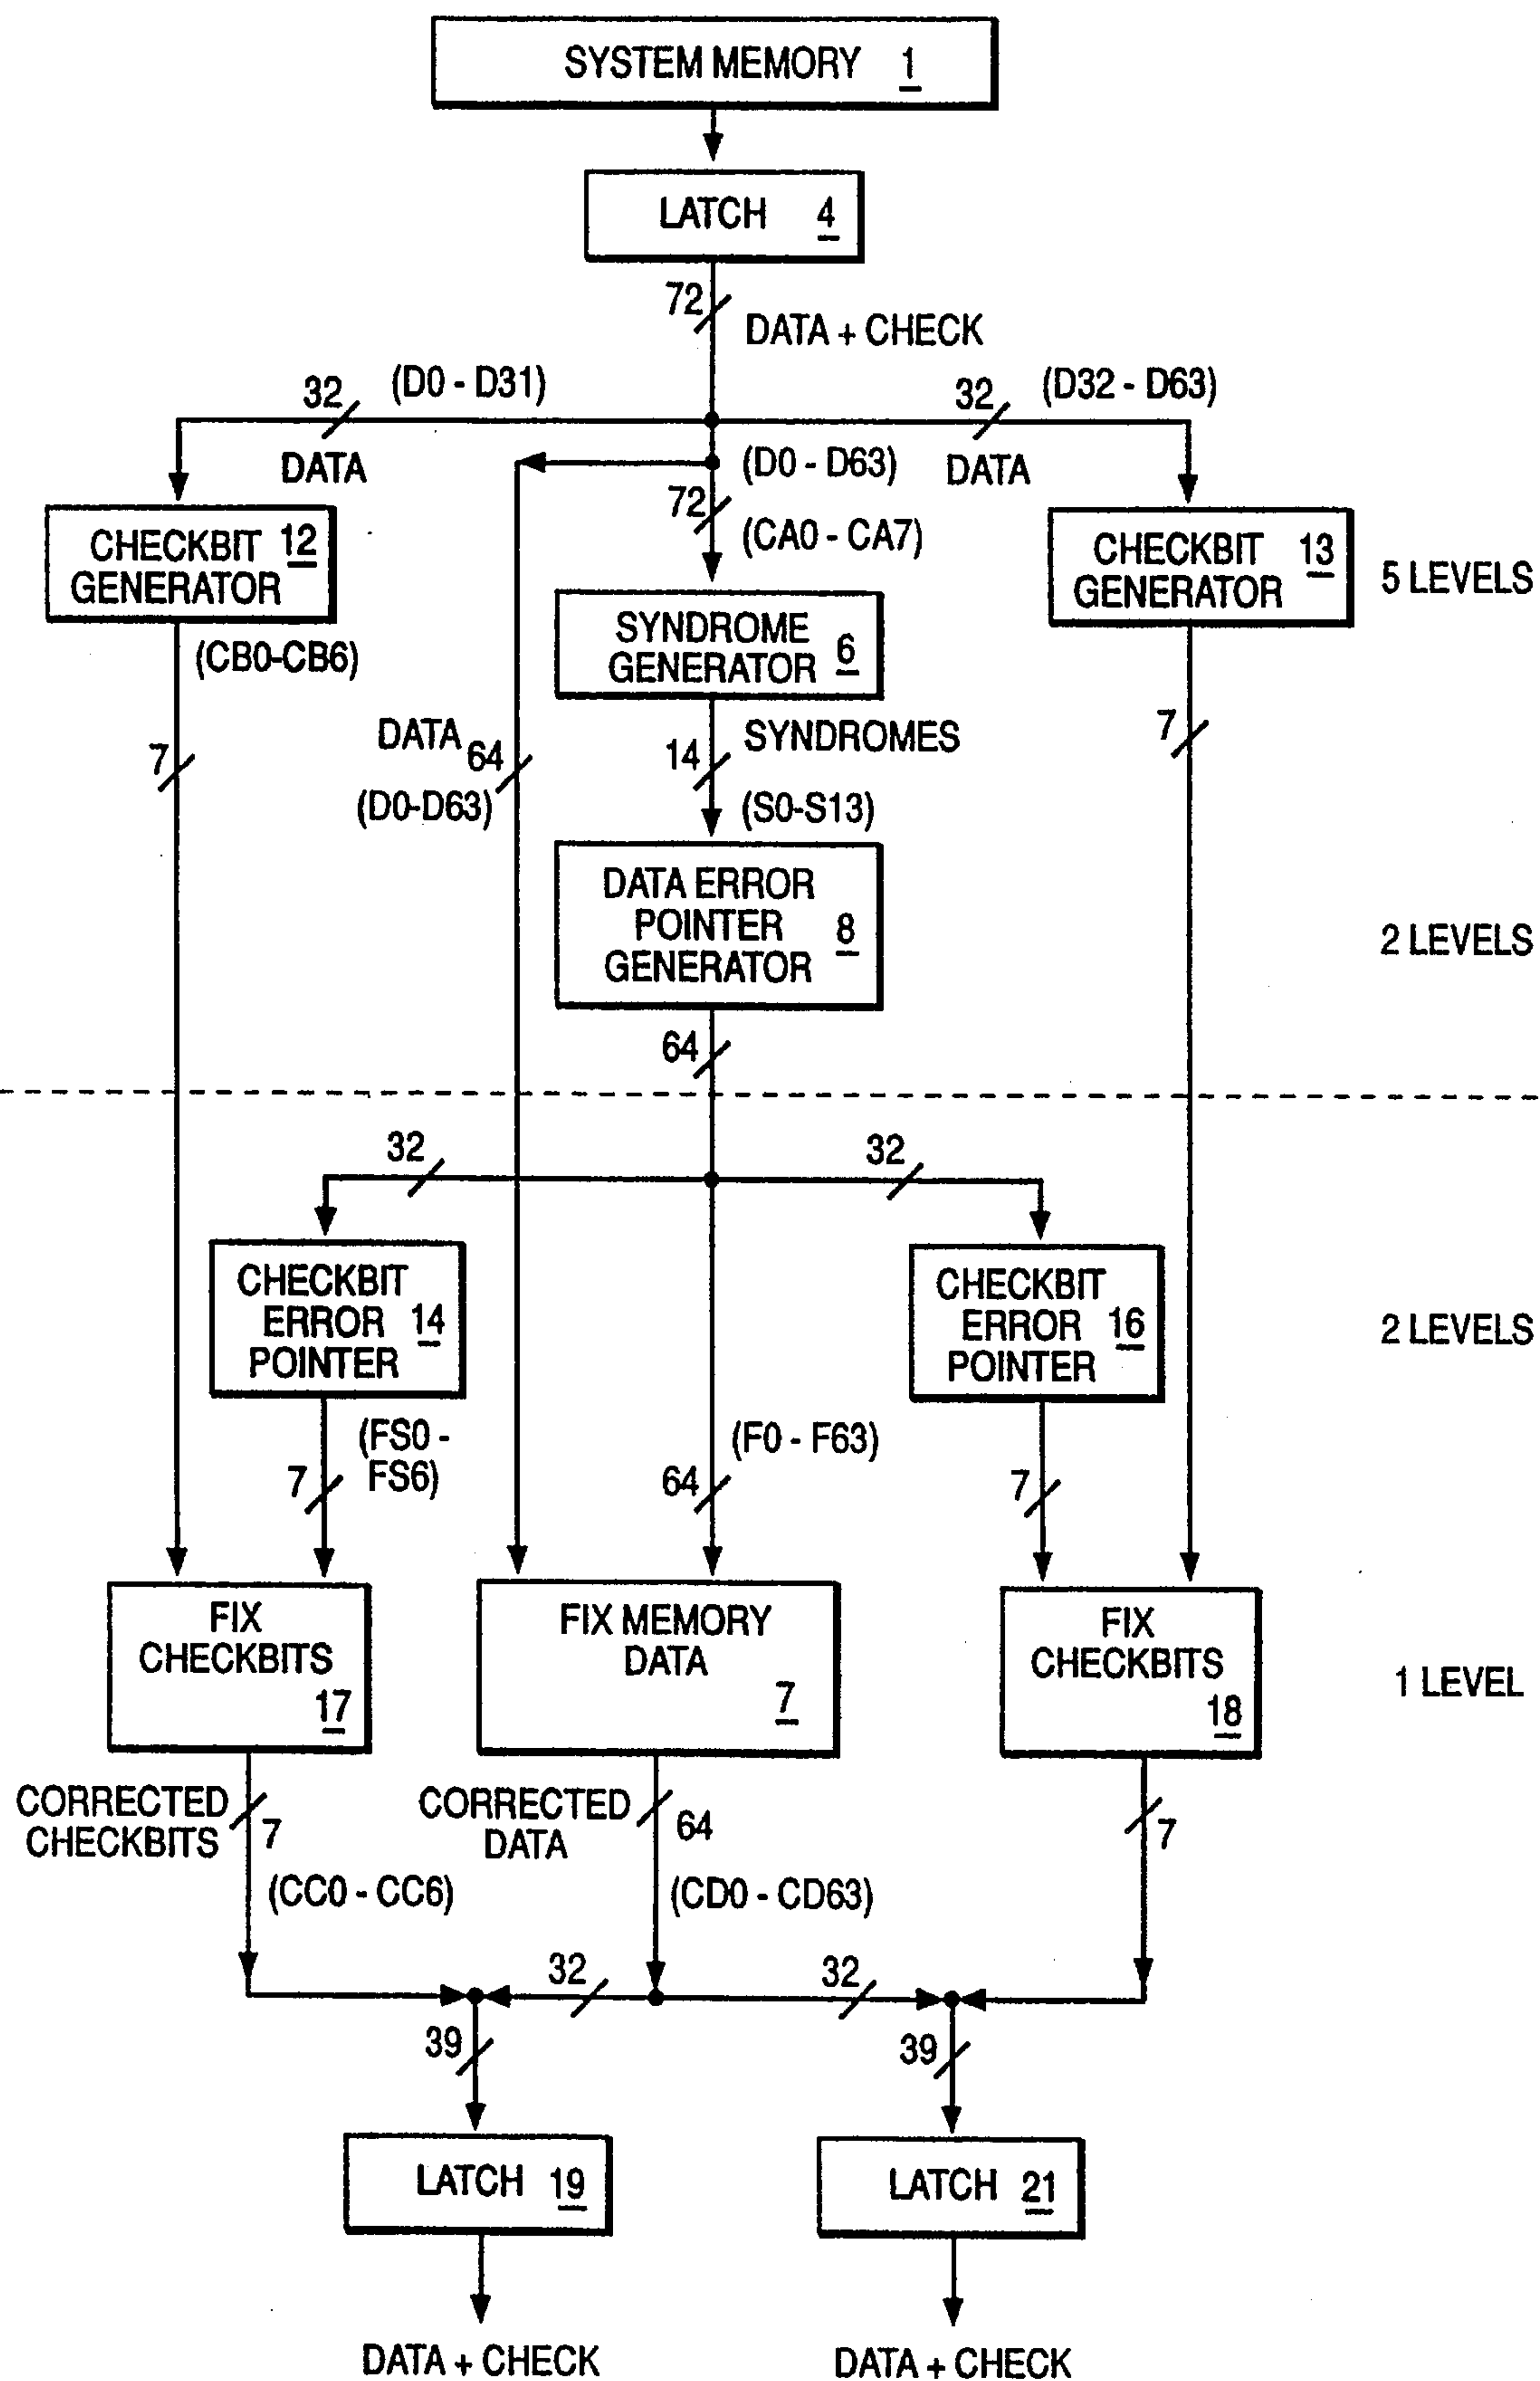 SYSTEM MEMORY 1
LATCH 4
72
DATA + CHECK
32
(D0 - D31)
32
(D32 - D63)
DATA
(D0 - D63)
DATA
72
(CA0 - CA7)
CHECKBIT 12
GENERATOR
CHECKBIT 13
GENERATOR
5 LEVELS
SYNDROME
GENERATOR 6
(CB0-CB6)
7
DATA 64
(D0-D63)
14
SYNDROMES
(S0-S13)
7
DATA ERROR
POINTER 8
GENERATOR
2 LEVELS
64
32
32
CHECKBIT
ERROR 14
POINTER
CHECKBIT
ERROR 16
POINTER
2 LEVELS
(FS0 -
FS6)
7
(F0 - F63)
64
7
FIX
CHECKBITS
17
FIX MEMORY
DATA
7
FIX
CHECKBITS
18
1 LEVEL
CORRECTED
CHECKBITS
7
(CC0 - CC6)
CORRECTED
DATA
64
(CD0 - CD63)
7
32
32
39
39
LATCH 19
LATCH 21
DATA + CHECK
DATA + CHECK